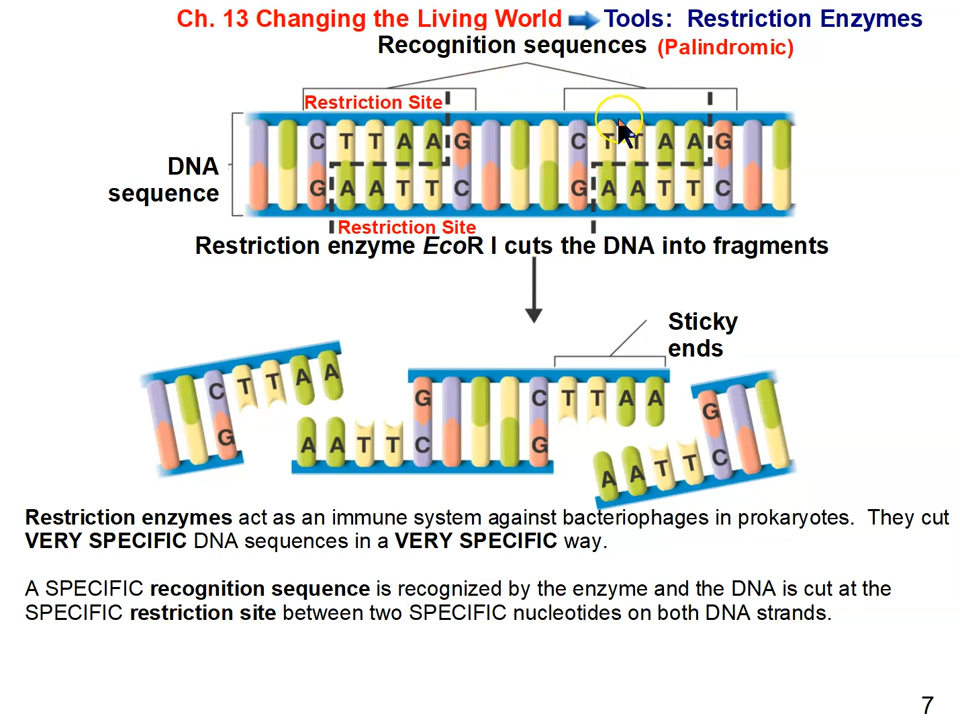 Ch. 13 Changing the Living World Tools: Restriction Enzymes
Recognition sequences (Palindromic)
Restriction Site
C T T A A G C T T A A G
DNA
sequence
G A A T T C G A A T T C
Restriction Site
Restriction enzyme EcoR I cuts the DNA into fragments
Sticky
ends
C T T A A G C T T A A G
G A A T T C G A A T T C
Restriction enzymes act as an immune system against bacteriophages in prokaryotes. They cut
VERY SPECIFIC DNA sequences in a VERY SPECIFIC way.
A SPECIFIC recognition sequence is recognized by the enzyme and the DNA is cut at the
SPECIFIC restriction site between two SPECIFIC nucleotides on both DNA strands.
7